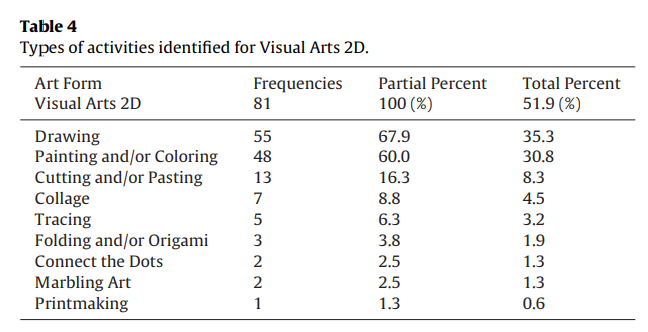 Table 4
Types of activities identified for Visual Arts 2D.
Art Form Frequencies Partial Percent Total Percent
Visual Arts 2D 81 100 (%) 51.9 (%)
Drawing 55 67.9 35.3
Painting and/or Coloring 48 60.0 30.8
Cutting and/or Pasting 13 16.3 8.3
Collage 7 8.8 4.5
Tracing 5 6.3 3.2
Folding and/or Origami 3 3.8 1.9
Connect the Dots 2 2.5 1.3
Marbling Art 2 2.5 1.3
Printmaking 1 1.3 0.6